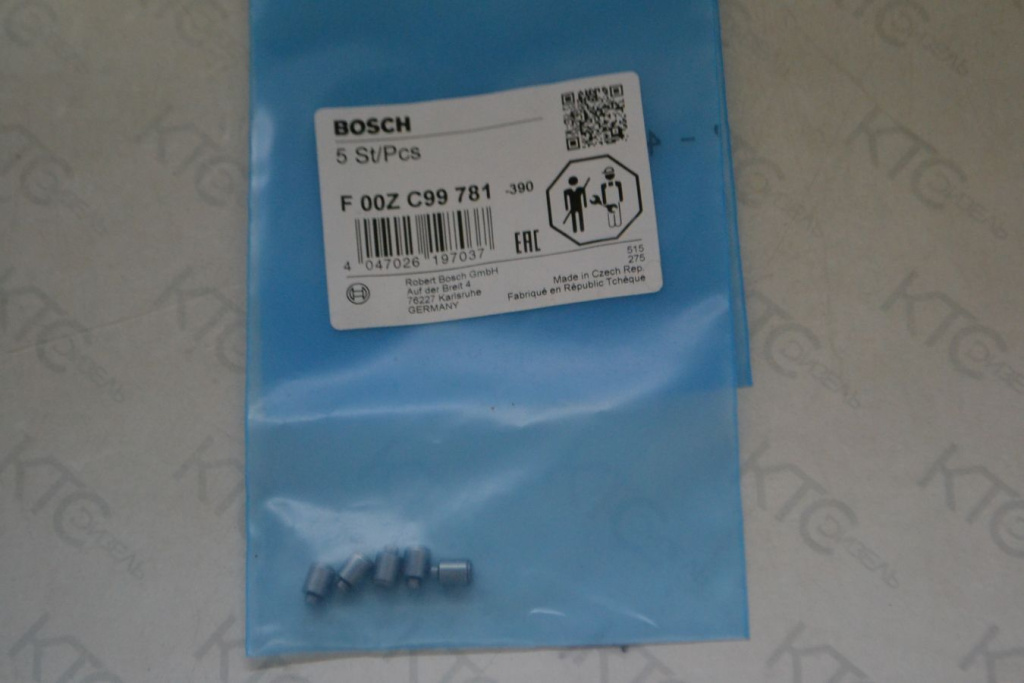 BOSCH
5 St/Pcs
F 00Z C99 781 -390
4 047026 197037
EAC
515
275
Robert Bosch GmbH
Auf der Breit 4
76227 Karlsruhe
GERMANY
Made in Czech Rep.
Fabriqué en République Tchèque